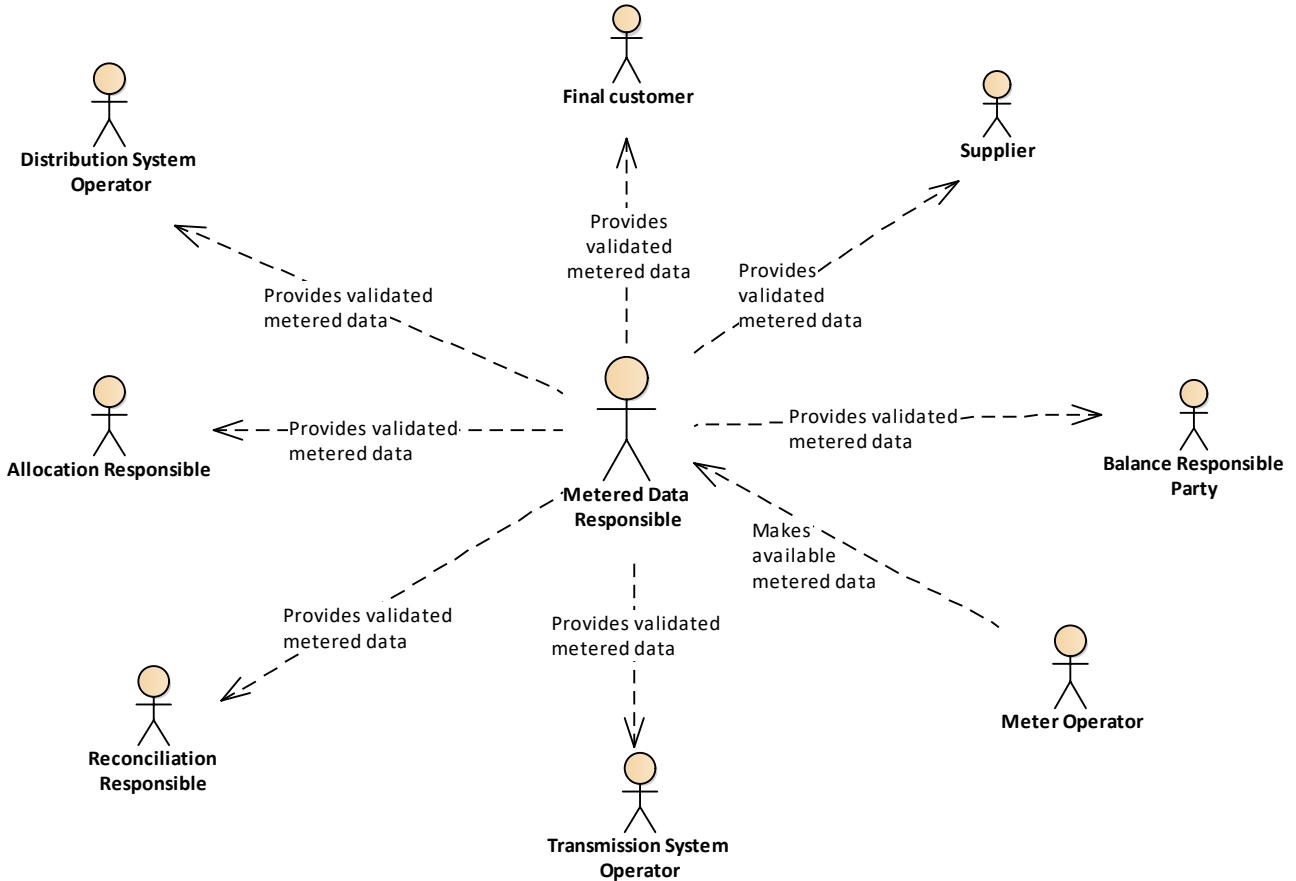 Final customer
Distribution System
Operator
Supplier
Provides
validated
metered data
Provides
validated
metered data
Provides validated
metered data
Allocation Responsible
Provides validated
metered data
Provides validated
metered data
Balance Responsible
Party
Metered Data
Responsible
Makes
available
metered data
Provides validated
metered data
Provides validated
metered data
Meter Operator
Reconciliation
Responsible
Transmission System
Operator